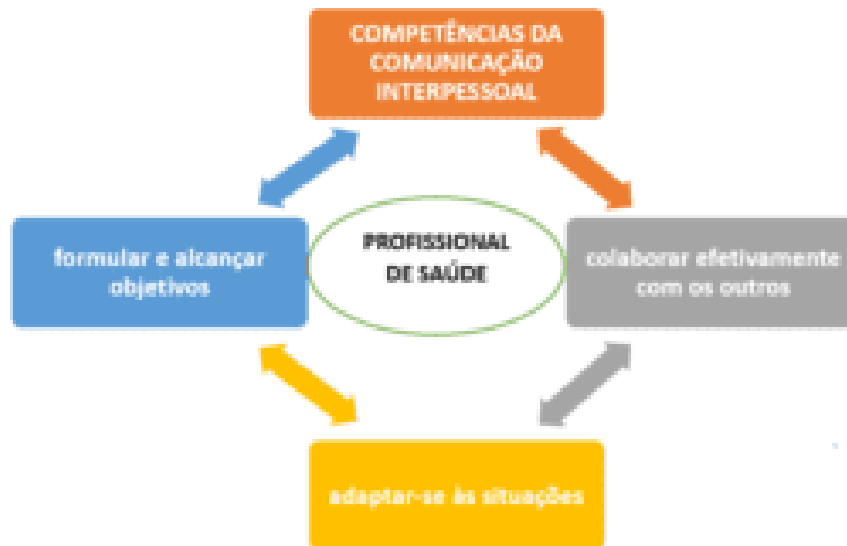 COMPETÊNCIAS DA
COMUNICAÇÃO
INTERPESSOAL
formular e alcançar
objetivos
PROFISSIONAL
DE SAÚDE
colaborar efetivamente
com os outros
adaptar-se às situações